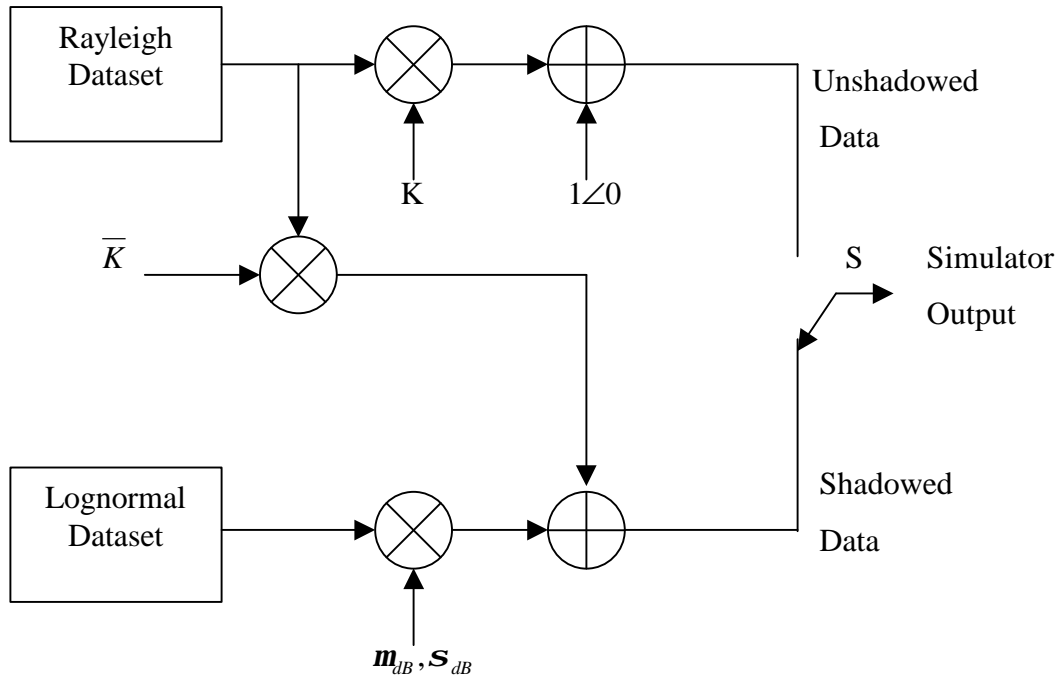 Rayleigh
Dataset
Unshadowed
Data
K
1∠0
K̅
S
Simulator
Output
Lognormal
Dataset
Shadowed
Data
m_dB, s_dB